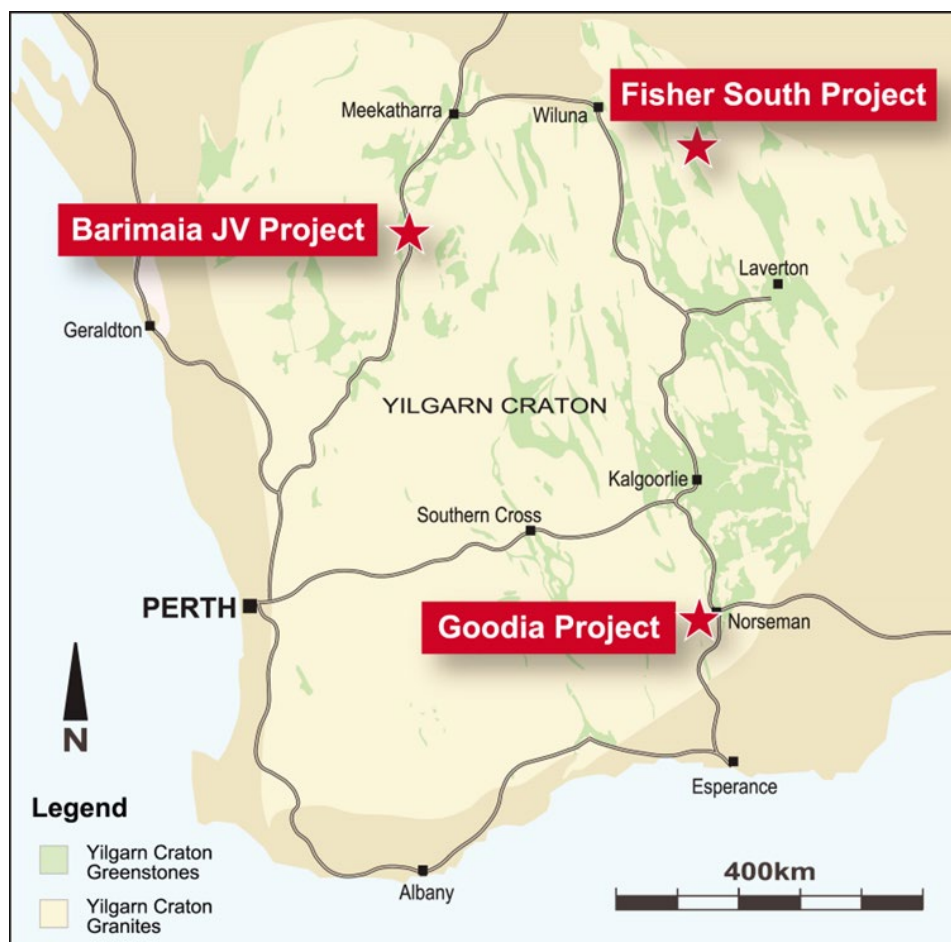 Fisher South Project
Meekatharra
Wiluna
Barimaia JV Project
Laverton
Geraldton
YILGARN CRATON
Kalgoorlie
Southern Cross
PERTH
Goodia Project
Norseman
N
Esperance
Legend
Yilgarn Craton
Greenstones
Yilgarn Craton
Granites
Albany
400km